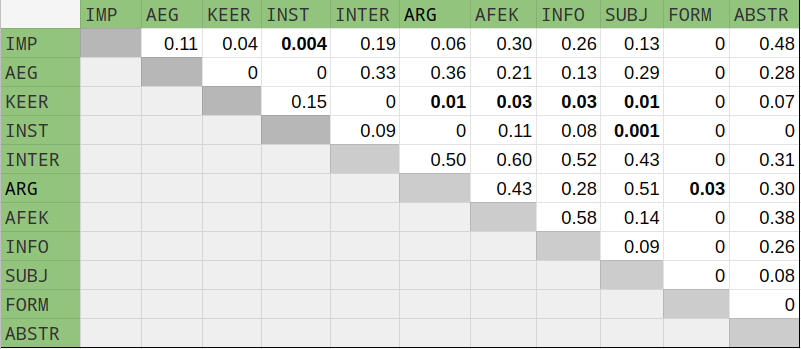 IMP AEG KEER INST INTER ARG AFEK INFO SUBJ FORM ABSTR
IMP 0.11 0.04 0.004 0.19 0.06 0.30 0.26 0.13 0 0.48
AEG 0 0 0.33 0.36 0.21 0.13 0.29 0 0.28
KEER 0.15 0 0.01 0.03 0.03 0.01 0 0.07
INST 0.09 0 0.11 0.08 0.001 0 0
INTER 0.50 0.60 0.52 0.43 0 0.31
ARG 0.43 0.28 0.51 0.03 0.30
AFEK 0.58 0.14 0 0.38
INFO 0.09 0 0.26
SUBJ 0 0.08
FORM 0
ABSTR